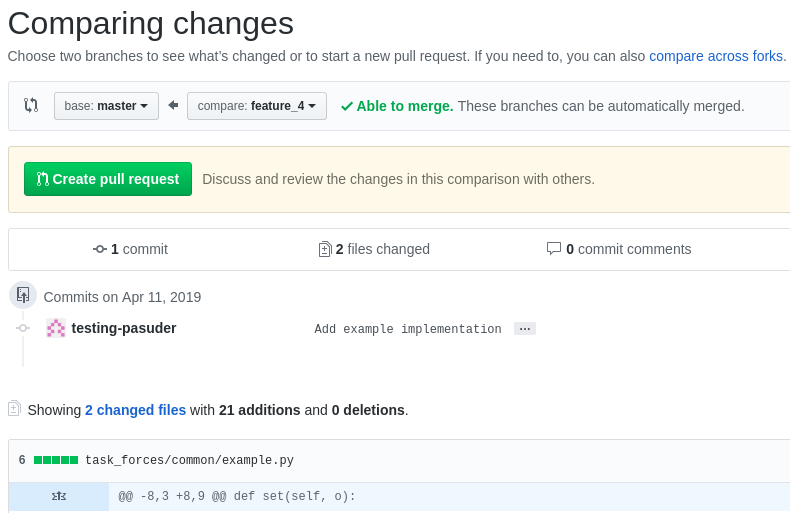 Comparing changes
Choose two branches to see what's changed or to start a new pull request. If you need to, you can also compare across forks.
base: master compare: feature_4 Able to merge. These branches can be automatically merged.
Create pull request Discuss and review the changes in this comparison with others.
1 commit 2 files changed 0 commit comments
Commits on Apr 11, 2019
testing-pasuder Add example implementation ...
Showing 2 changed files with 21 additions and 0 deletions.
6 task_forces/common/example.py
@@ -8,3 +8,9 @@ def set(self, o):